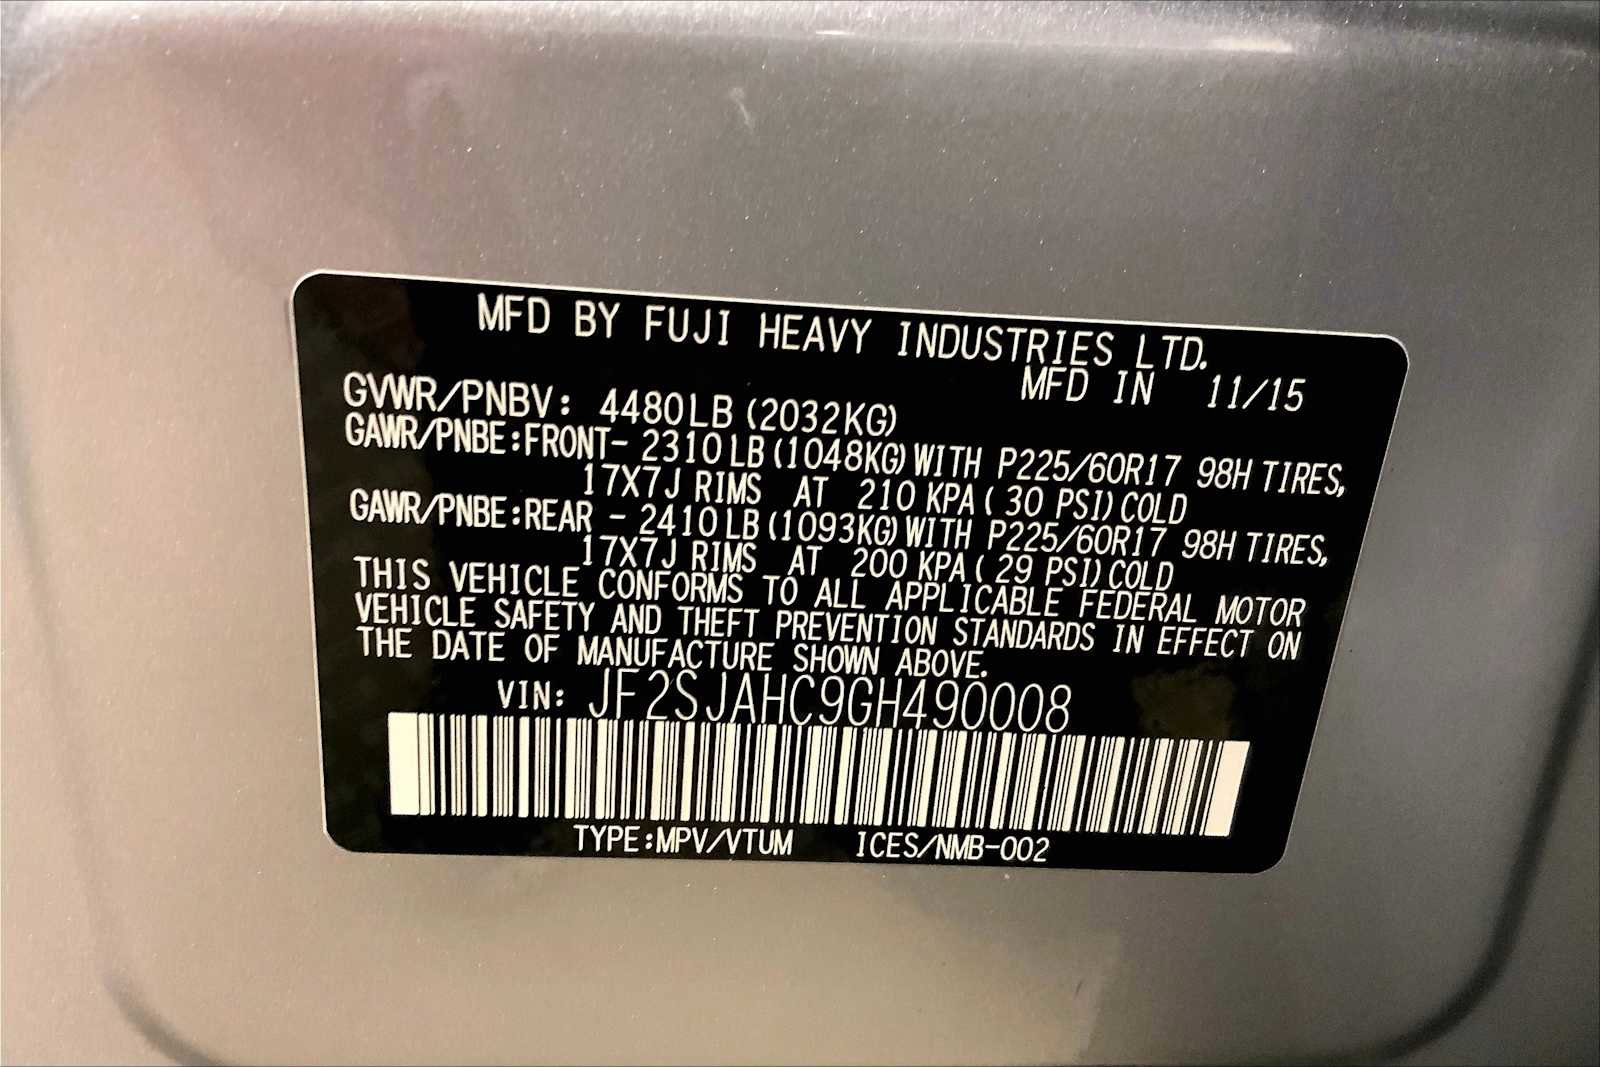 MFD BY FUJI HEAVY INDUSTRIES LTD.
MFD IN 11/15
GVWR/PNBV: 4480LB (2032KG)
GAWR/PNBE:FRONT- 2310LB (1048KG) WITH P225/60R17 98H TIRES,
17X7J RIMS AT 210 KPA ( 30 PSI) COLD
GAWR/PNBE:REAR - 2410LB (1093KG) WITH P225/60R17 98H TIRES,
17X7J RIMS AT 200 KPA ( 29 PSI) COLD
THIS VEHICLE CONFORMS TO ALL APPLICABLE FEDERAL MOTOR
VEHICLE SAFETY AND THEFT PREVENTION STANDARDS IN EFFECT ON
THE DATE OF MANUFACTURE SHOWN ABOVE.
VIN: JF2SJAHC9GH490008
TYPE:MPV/VTUM ICES/NMB-002